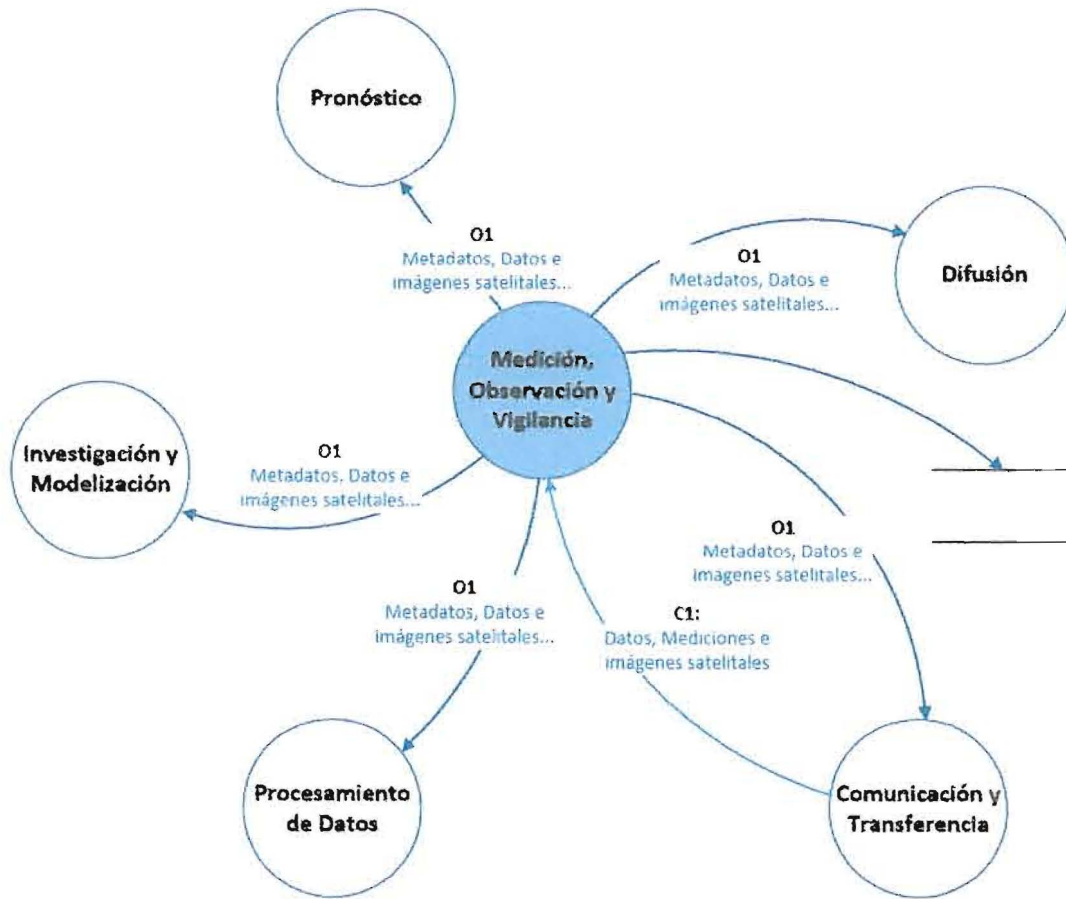 Pronóstico
O1
Metadatos, Datos e
imágenes satelitales...
O1
Metadatos, Datos e
imágenes satelitales...
Difusión
Medición,
Observación y
Vigilancia
Investigación y
Modelización
O1
Metadatos. Datos e
imágenes satelitales...
O1
Metadatos, Datos e
imágenes satelitales...
O1
Metadatos, Datos e
imágenes satelitales...
C1:
Datos, Mediciones e
imágenes satelitales
Procesamiento
de Datos
Comunicación y
Transferencia